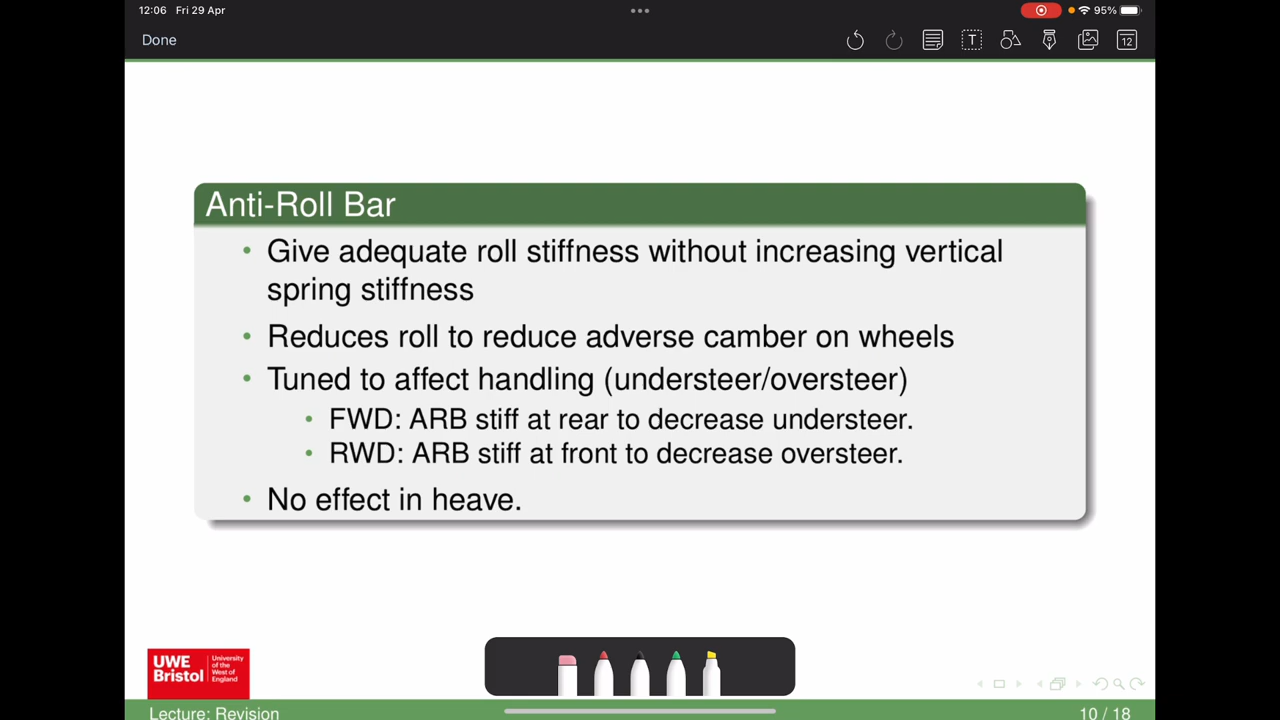 12:06 Fri 29 Apr
95%
Done
T
12
Anti-Roll Bar
• Give adequate roll stiffness without increasing vertical
spring stiffness
• Reduces roll to reduce adverse camber on wheels
• Tuned to affect handling (understeer/oversteer)
• FWD: ARB stiff at rear to decrease understeer.
• RWD: ARB stiff at front to decrease oversteer.
• No effect in heave.
UWE
Bristol
University
of the
West of
England
Lecture: Revision
10 / 18